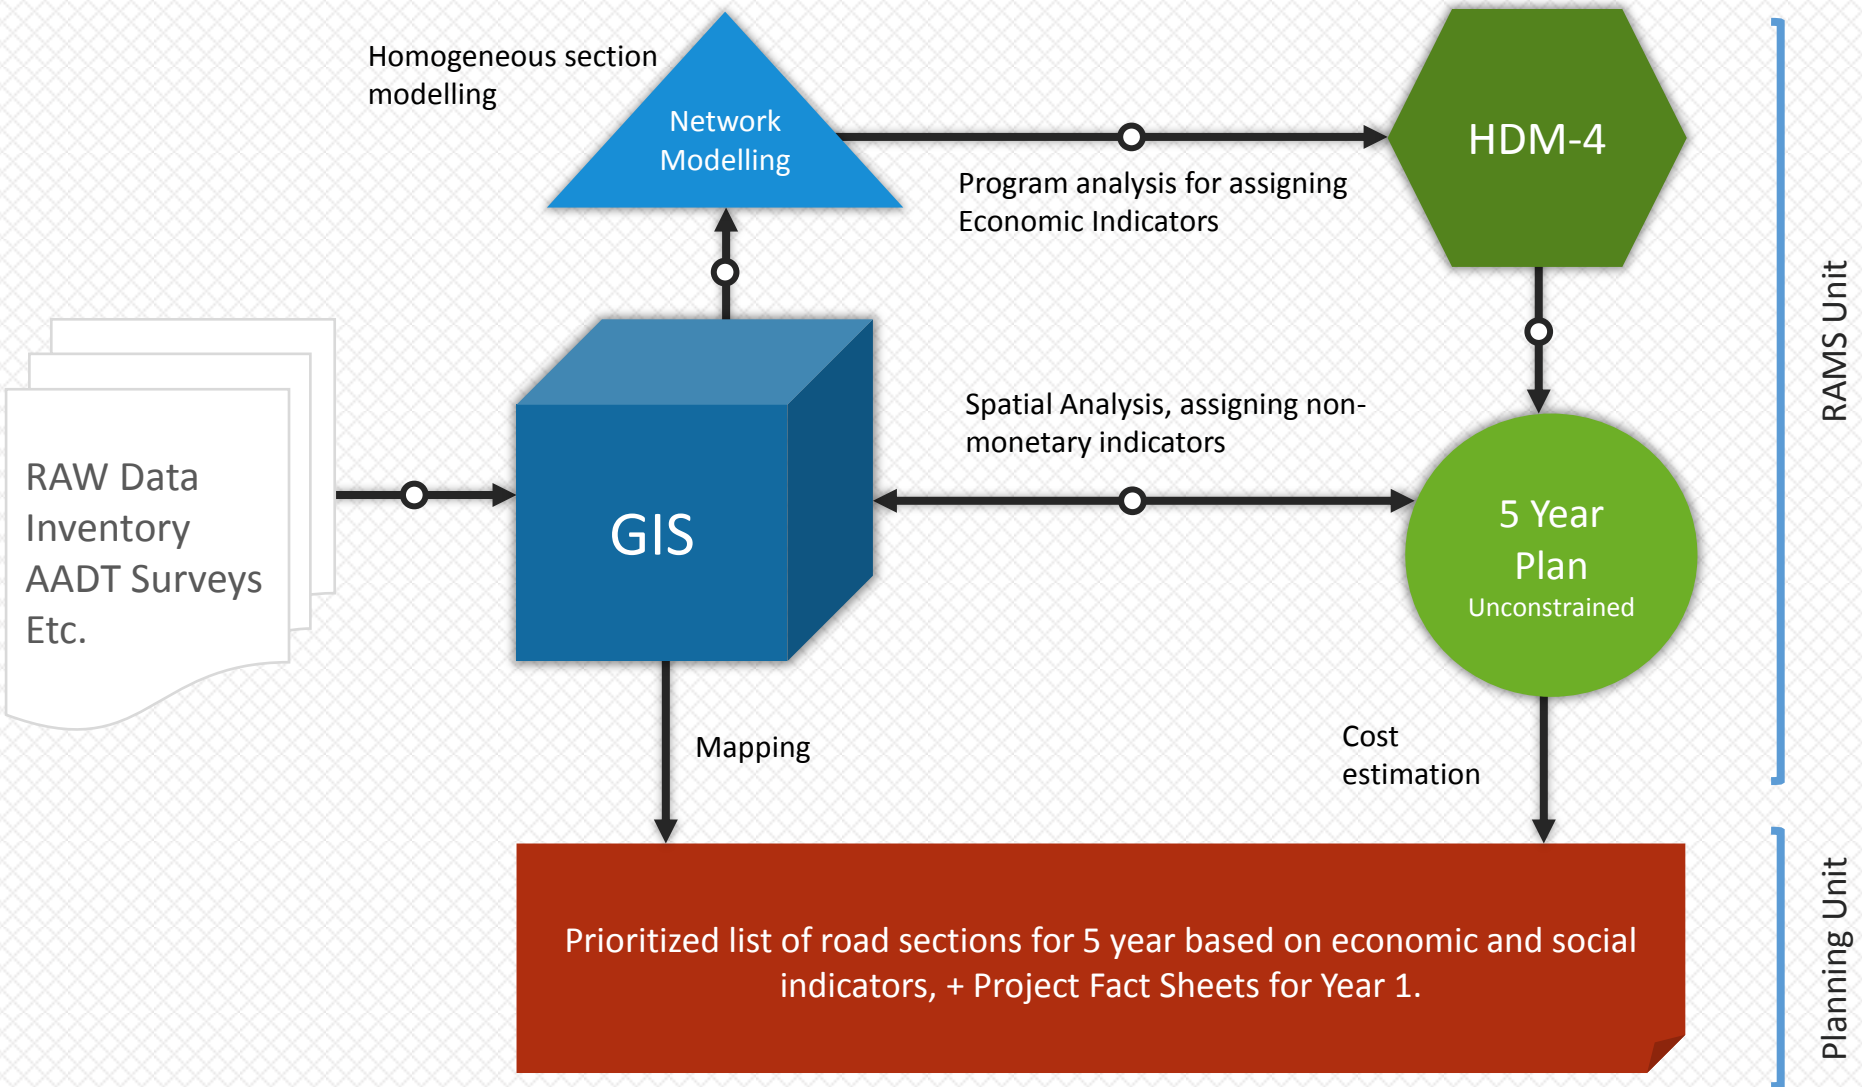 Homogeneous section
modelling
Network
Modelling
HDM-4
Program analysis for assigning
Economic Indicators
RAMS Unit
RAW Data
Inventory
AADT Surveys
Etc.
GIS
Spatial Analysis, assigning non-
monetary indicators
5 Year
Plan
Unconstrained
Mapping
Cost
estimation
Prioritized list of road sections for 5 year based on economic and social
indicators, + Project Fact Sheets for Year 1.
Planning Unit